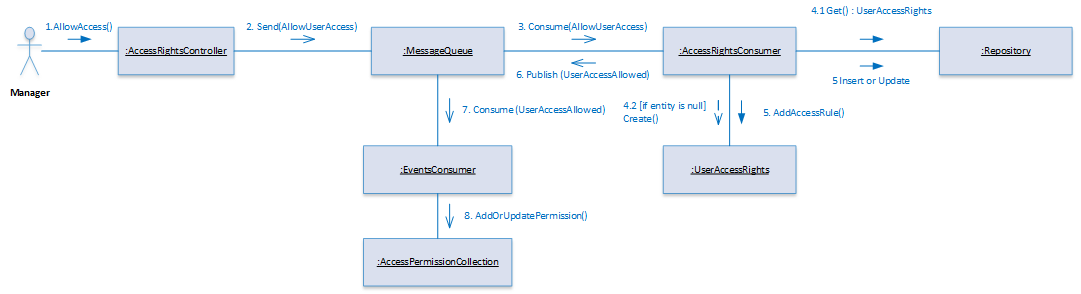 4.1 Get() : UserAccessRights
1.AllowAccess()
2. Send(AllowUserAccess)
3. Consume(AllowUserAccess)
:AccessRightsController
:MessageQueue
:AccessRightsConsumer
:Repository
6. Publish (UserAccessAllowed)
5 Insert or Update
Manager
7. Consume (UserAccessAllowed)
4.2 [if entity is null]
Create()
5. AddAccessRule()
:EventsConsumer
:UserAccessRights
8. AddOrUpdatePermission()
:AccessPermissionCollection